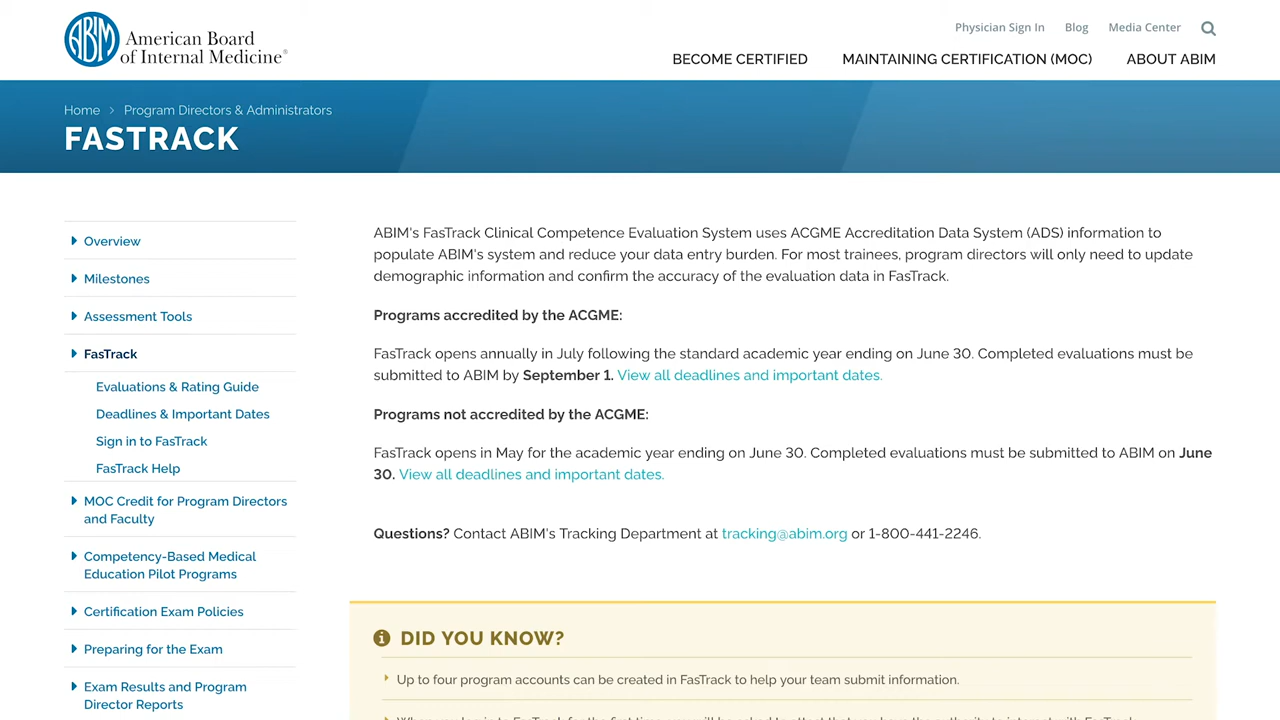 ABIM American Board
of Internal Medicine®
Physician Sign In Blog Media Center
BECOME CERTIFIED MAINTAINING CERTIFICATION (MOC) ABOUT ABIM
Home > Program Directors & Administrators
FASTRACK
Overview
Milestones
Assessment Tools
FasTrack
Evaluations & Rating Guide
Deadlines & Important Dates
Sign in to FasTrack
FasTrack Help
MOC Credit for Program Directors
and Faculty
Competency-Based Medical
Education Pilot Programs
Certification Exam Policies
Preparing for the Exam
Exam Results and Program
Director Reports
ABIM's FasTrack Clinical Competence Evaluation System uses ACGME Accreditation Data System (ADS) information to
populate ABIM's system and reduce your data entry burden. For most trainees, program directors will only need to update
demographic information and confirm the accuracy of the evaluation data in FasTrack.
Programs accredited by the ACGME:
FasTrack opens annually in July following the standard academic year ending on June 30. Completed evaluations must be
submitted to ABIM by September 1. View all deadlines and important dates.
Programs not accredited by the ACGME:
FasTrack opens in May for the academic year ending on June 30. Completed evaluations must be submitted to ABIM on June
30. View all deadlines and important dates.
Questions? Contact ABIM's Tracking Department at tracking@abim.org or 1-800-441-2246.
DID YOU KNOW?
Up to four program accounts can be created in FasTrack to help your team submit information.